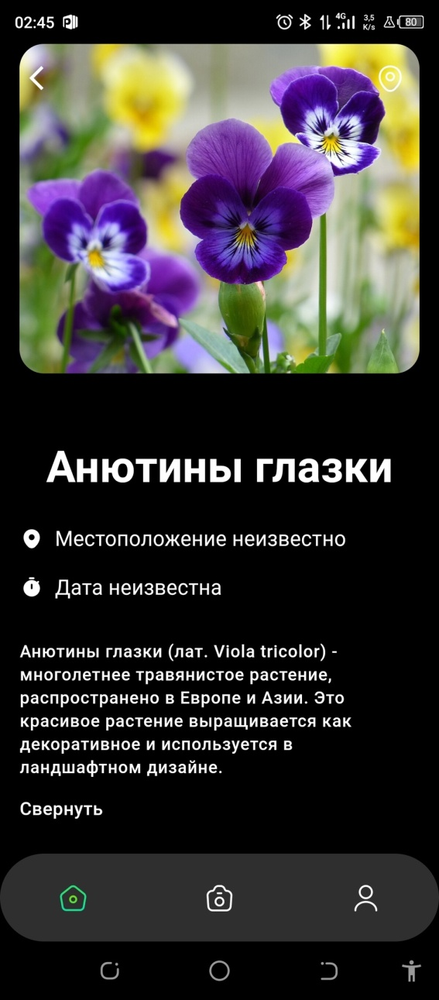 02:45
4G
3,5
K/s
80
Анютины глазки
Местоположение неизвестно
Дата неизвестна
Анютины глазки (лат. Viola tricolor) -
многолетнее травянистое растение,
распространено в Европе и Азии. Это
красивое растение выращивается как
декоративное и используется в
ландшафтном дизайне.
Свернуть